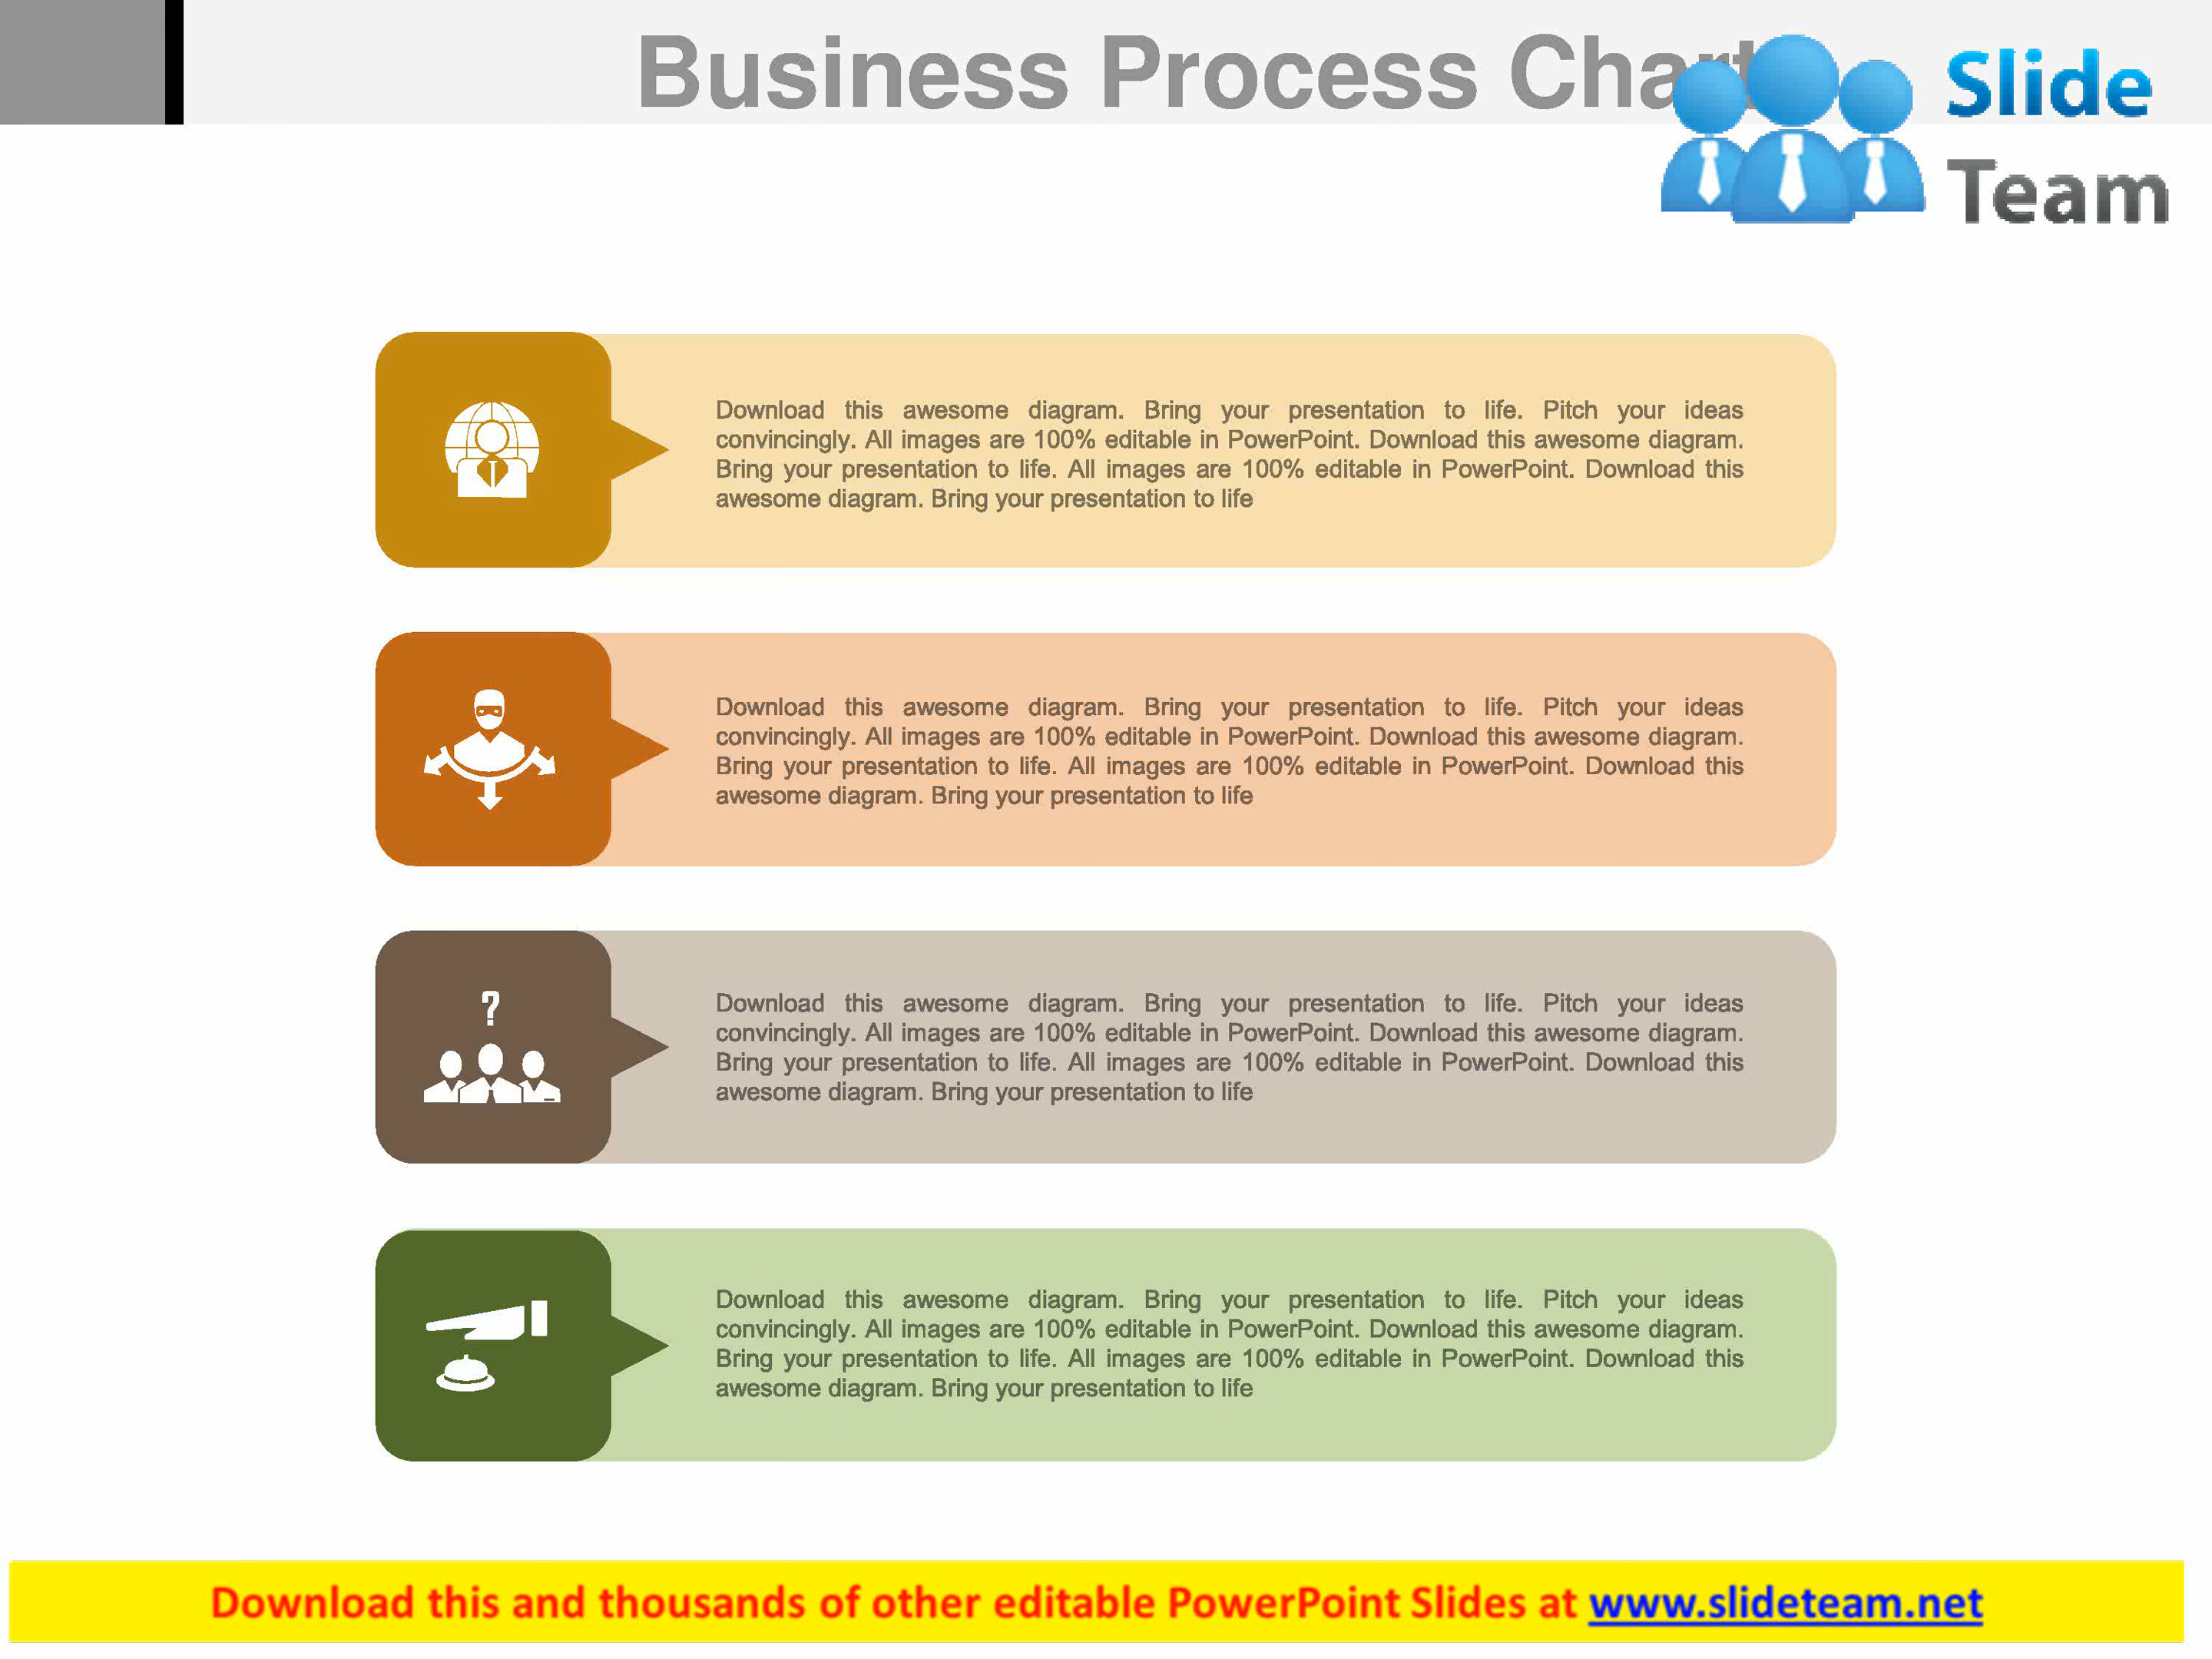 Business Process Chart
Slide
Team
Download this awesome diagram. Bring your presentation to life. Pitch your ideas
convincingly. All images are 100% editable in PowerPoint. Download this awesome diagram.
Bring your presentation to life. All images are 100% editable in PowerPoint. Download this
awesome diagram. Bring your presentation to life
Download this awesome diagram. Bring your presentation to life. Pitch your ideas
convincingly. All images are 100% editable in PowerPoint. Download this awesome diagram.
Bring your presentation to life. All images are 100% editable in PowerPoint. Download this
awesome diagram. Bring your presentation to life
?
Download this awesome diagram. Bring your presentation to life. Pitch your ideas
convincingly. All images are 100% editable in PowerPoint. Download this awesome diagram.
Bring your presentation to life. All images are 100% editable in PowerPoint. Download this
awesome diagram. Bring your presentation to life
Download this awesome diagram. Bring your presentation to life. Pitch your ideas
convincingly. All images are 100% editable in PowerPoint. Download this awesome diagram.
Bring your presentation to life. All images are 100% editable in PowerPoint. Download this
awesome diagram. Bring your presentation to life
Download this and thousands of other editable PowerPoint Slides at www.slideteam.net